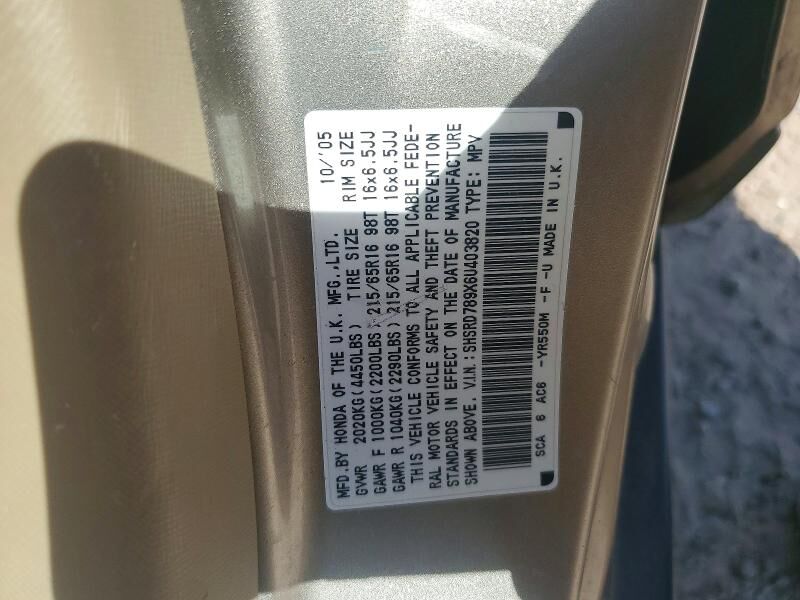 MFD.BY HONDA OF THE U.K. MFG.,LTD. 10/'05
GVWR 2020KG(4450LBS) TIRE SIZE RIM SIZE
GAWR F 1000KG(2200LBS) 215/65R16 98T 16x6.5JJ
GAWR R 1040KG(2290LBS) 215/65R16 98T 16x6.5JJ
THIS VEHICLE CONFORMS TO ALL APPLICABLE FEDE-
RAL MOTOR VEHICLE SAFETY AND THEFT PREVENTION
STANDARDS IN EFFECT ON THE DATE OF MANUFACTURE
SHOWN ABOVE. V.I.N.:SHSRD789X6U403820 TYPE: MPV
SCA 6 AC6 -YR550M -F -U MADE IN U.K.